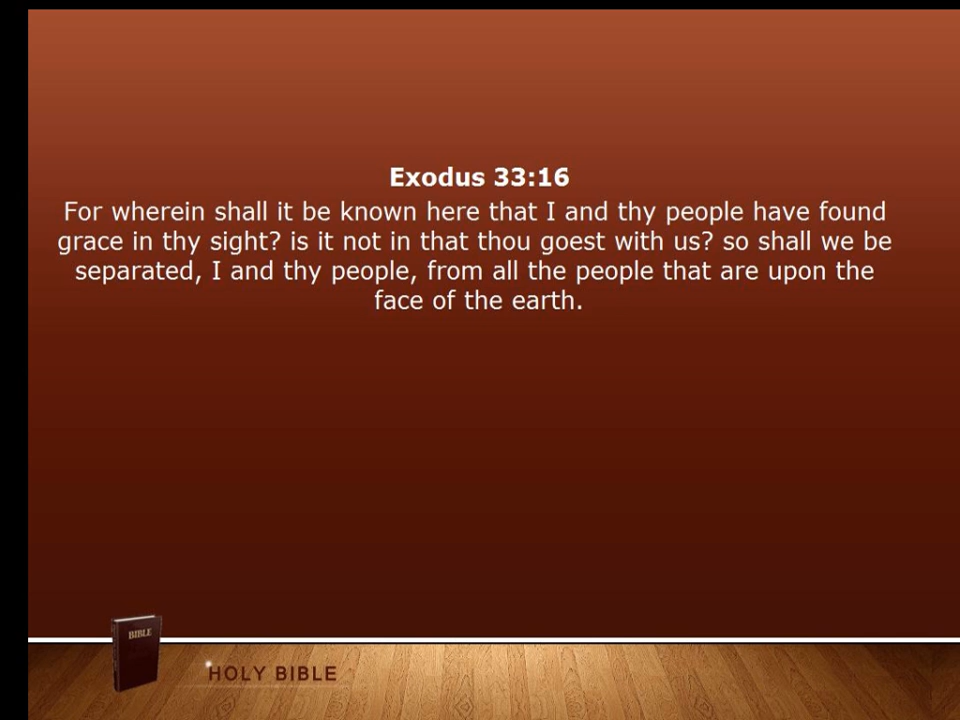 Exodus 33:16
For wherein shall it be known here that I and thy people have found
grace in thy sight? is it not in that thou goest with us? so shall we be
separated, I and thy people, from all the people that are upon the
face of the earth.
BIBLE
HOLY BIBLE